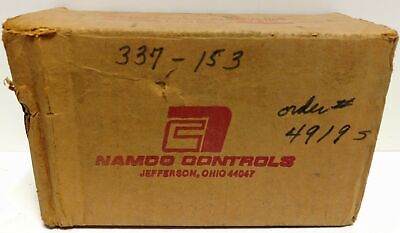 337-153
order #
49195
NAMCO CONTROLS
JEFFERSON, OHIO 44047